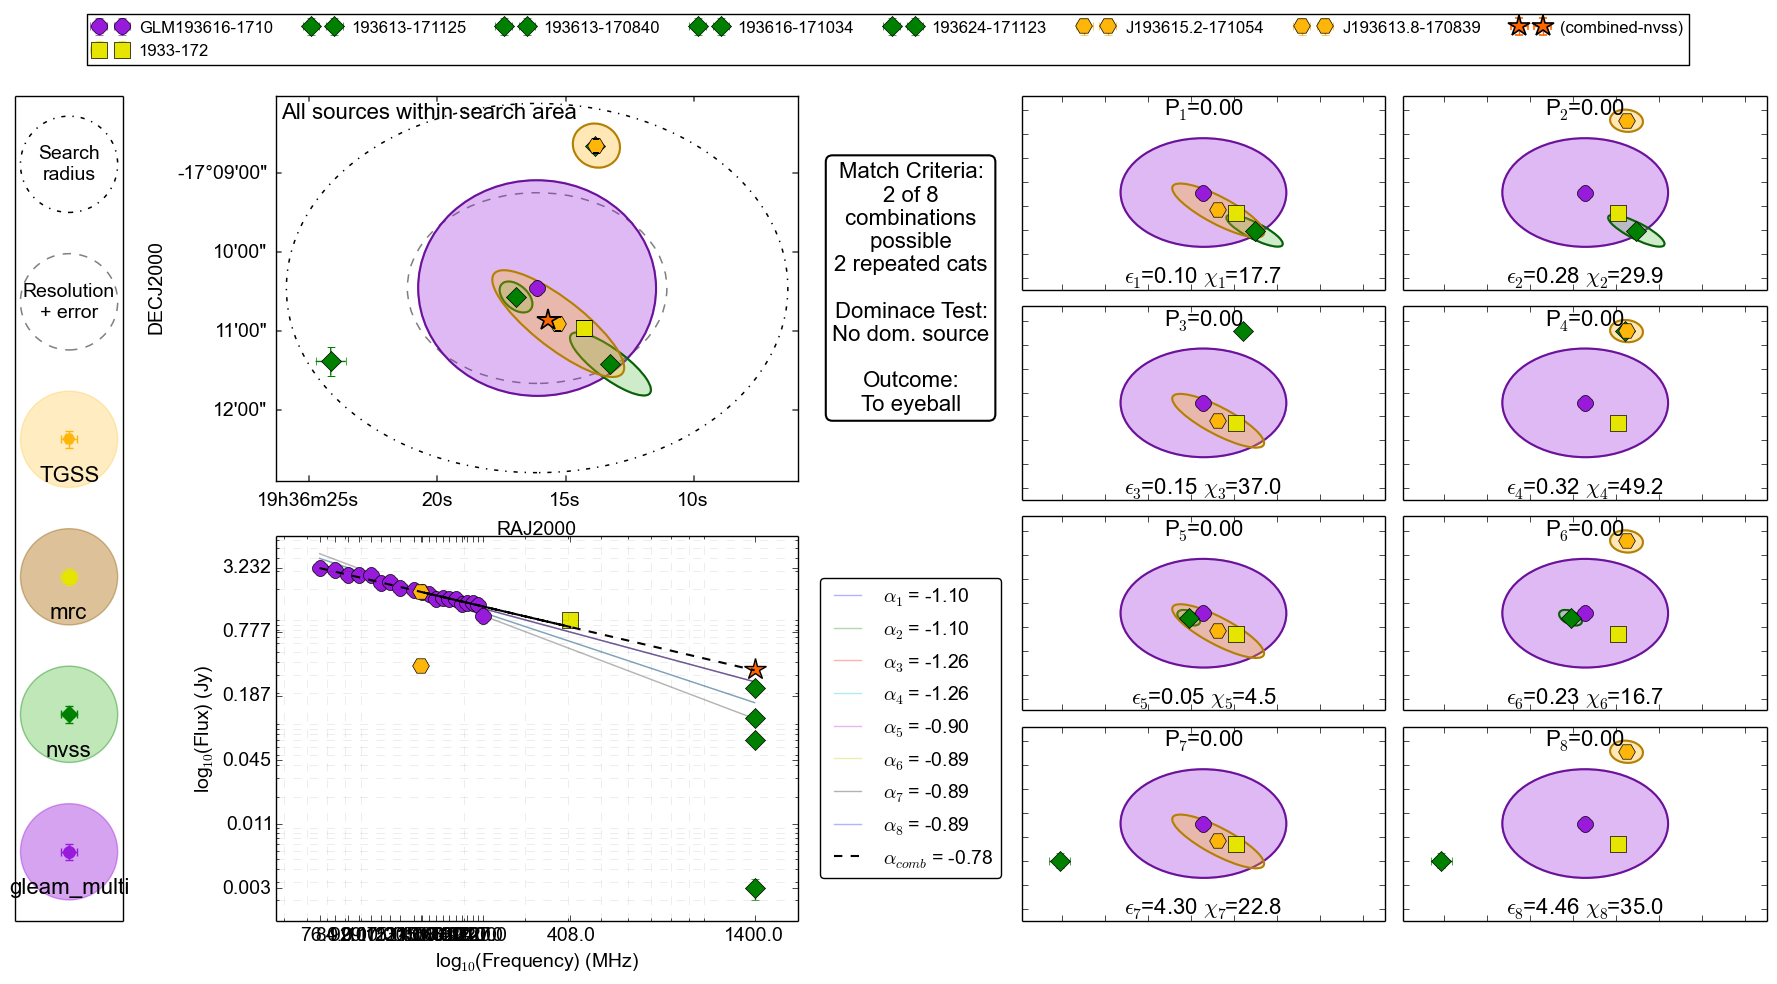 GLM193616-1710 193613-171125 193613-170840 193616-171034 193624-171123 J193615.2-171054 J193613.8-170839 (combined-nvss)
1933-172
Search
radius
Resolution
+ error
TGSS
mrc
nvss
gleam_multi
All sources within search area
DECJ2000
-17°09'00"
10'00"
11'00"
12'00"
19h36m25s 20s 15s 10s
RAJ2000
Match Criteria:
2 of 8
combinations
possible
2 repeated cats
Dominace Test:
No dom. source
Outcome:
To eyeball
log10(Flux) (Jy)
3.232
0.777
0.187
0.045
0.011
0.003
408.0 1400.0
log10(Frequency) (MHz)
α1 = -1.10
α2 = -1.10
α3 = -1.26
α4 = -1.26
α5 = -0.90
α6 = -0.89
α7 = -0.89
α8 = -0.89
αcomb = -0.78
P1=0.00
ϵ1=0.10 χ1=17.7
P2=0.00
ϵ2=0.28 χ2=29.9
P3=0.00
ϵ3=0.15 χ3=37.0
P4=0.00
ϵ4=0.32 χ4=49.2
P5=0.00
ϵ5=0.05 χ5=4.5
P6=0.00
ϵ6=0.23 χ6=16.7
P7=0.00
ϵ7=4.30 χ7=22.8
P8=0.00
ϵ8=4.46 χ8=35.0